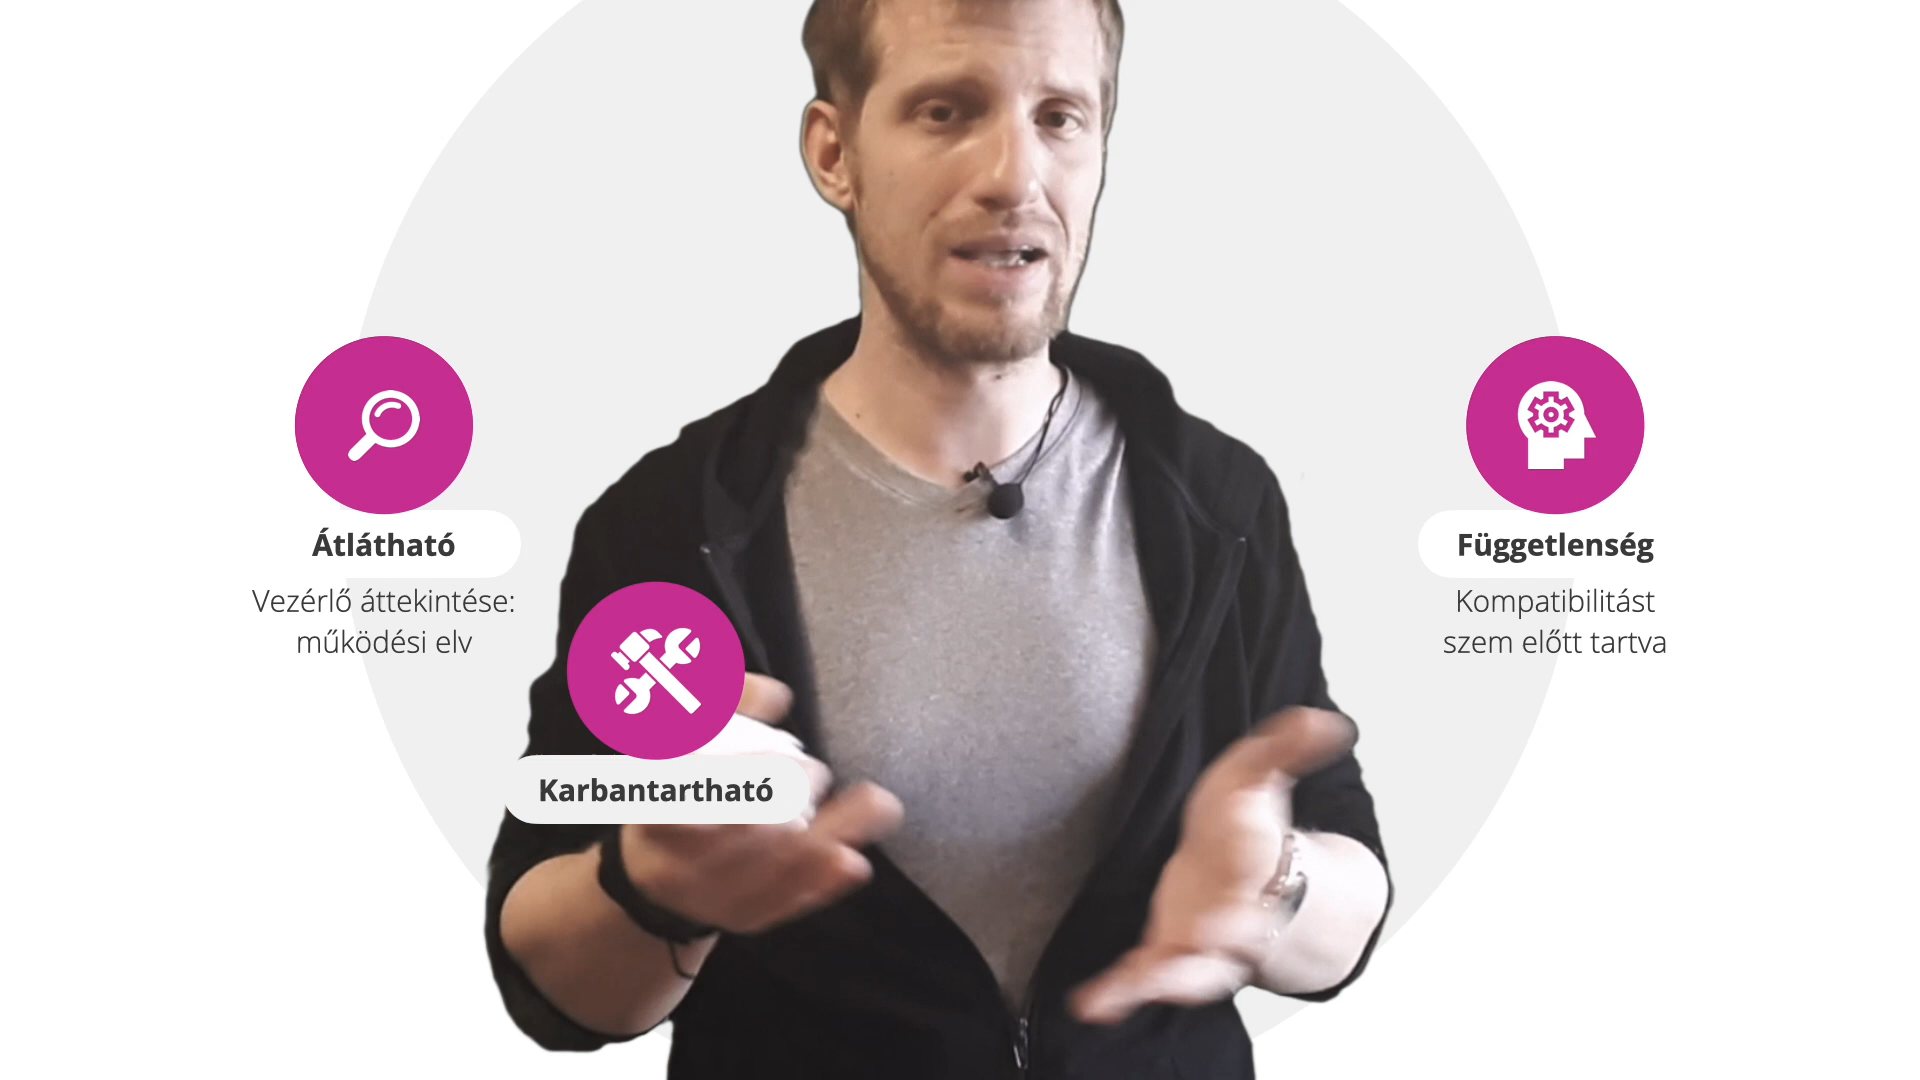 Átlátható
Vezérlő áttekintése:
működési elv
Karbantartható
Függetlenség
Kompatibilitást
szem előtt tartva